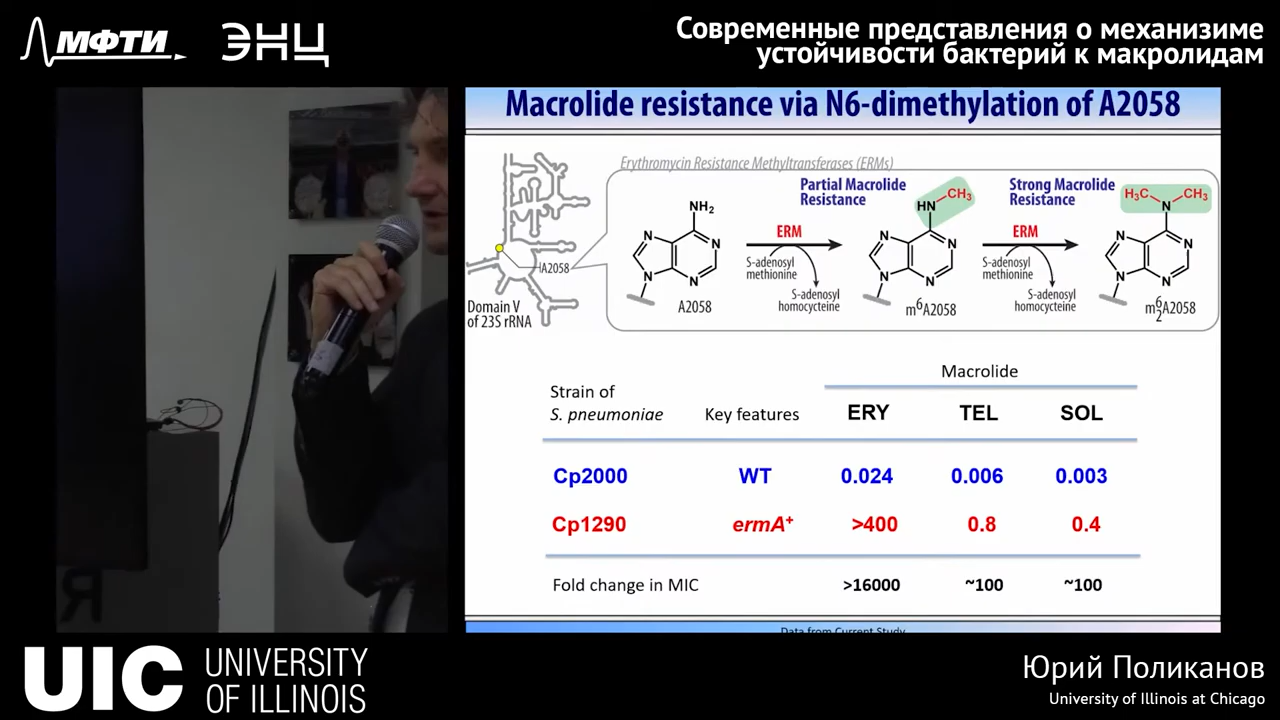 МФТИ
ЭНЦ
Современные представления о механизиме
устойчивости бактерий к макролидам
Macrolide resistance via N6-dimethylation of A2058
Erythromycin Resistance Methyltransferases (ERMs)
Partial Macrolide
Resistance
Strong Macrolide
Resistance
NH₂
HN
CH₃
H₃C
CH₃
N
N
N
N
N
ERM
S-adenosyl
methionine
S-adenosyl
homocysteine
N
N
N
N
ERM
S-adenosyl
methionine
S-adenosyl
homocysteine
N
N
N
N
A2058
Domain V
of 23S rRNA
A2058
m⁶A2058
m⁶₂A2058
Macrolide
Strain of
S. pneumoniae
Key features
ERY
TEL
SOL
Cp2000
WT
0.024
0.006
0.003
Cp1290
ermA⁺
>400
0.8
0.4
Fold change in MIC
>16000
~100
~100
Data from Current Study
Я
UIC
UNIVERSITY
OF ILLINOIS
Юрий Поликанов
University of Illinois at Chicago